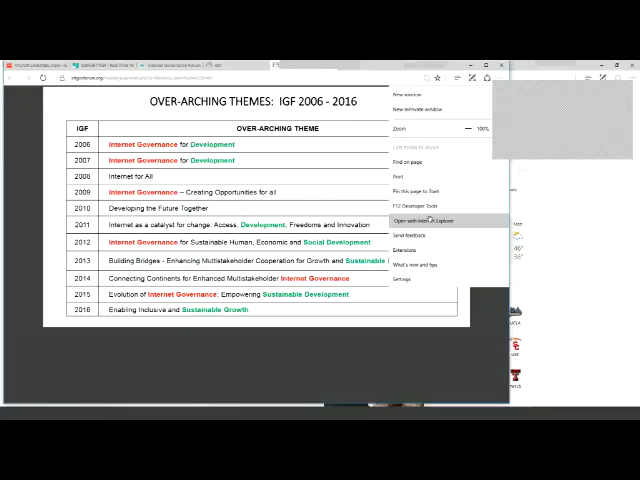 OVER-ARCHING THEMES: IGF 2006 - 2016
IGF OVER-ARCHING THEME
2006 Internet Governance for Development
2007 Internet Governance for Development
2008 Internet for All
2009 Internet Governance – Creating Opportunities for all
2010 Developing the Future Together
2011 Internet as a catalyst for change: Access, Development, Freedoms and Innovation
2012 Internet Governance for Sustainable Human, Economic and Social Development
2013 Building Bridges - Enhancing Multistakeholder Cooperation for Growth and Sustainable
2014 Connecting Continents for Enhanced Multistakeholder Internet Governance
2015 Evolution of Internet Governance: Empowering Sustainable Development
2016 Enabling Inclusive and Sustainable Growth
New window
New InPrivate window
Zoom — 100%
Find on page
Print
Pin this page to Start
F12 Developer Tools
Open with Internet Explorer
Send feedback
Extensions
What's new and tips
Settings
46°
36°
UCLA
USC